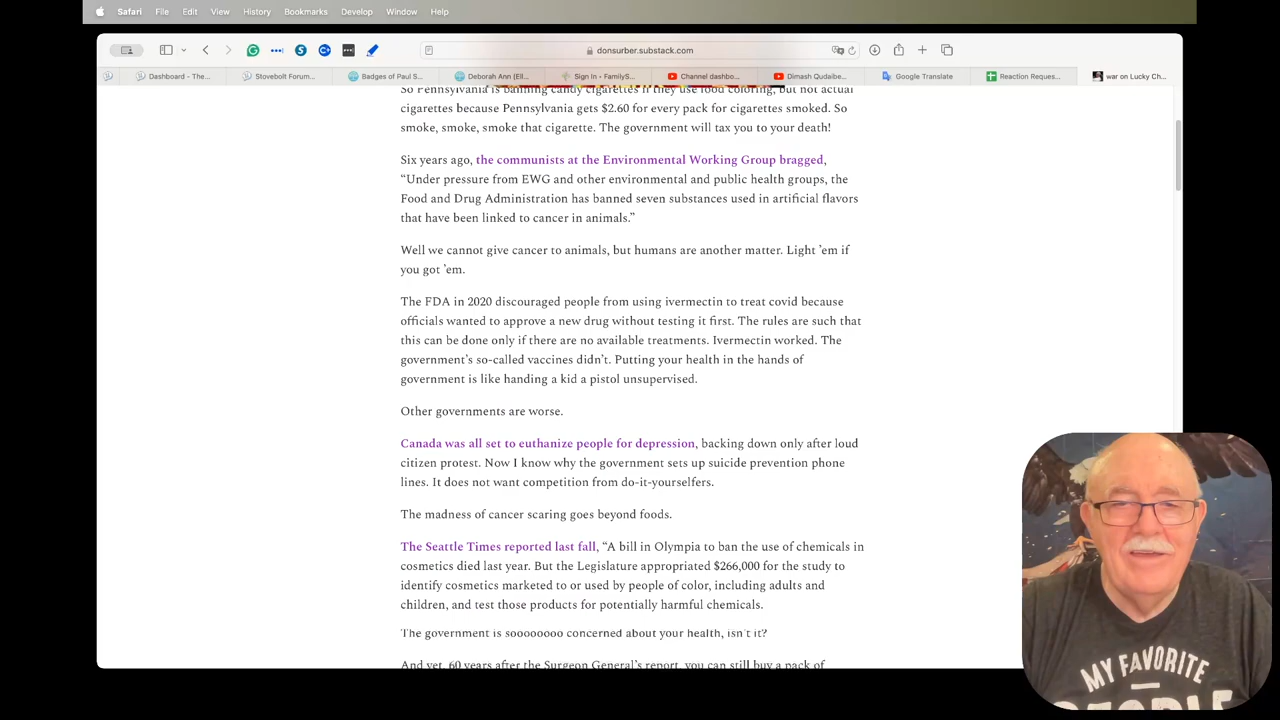 Safari File Edit View History Bookmarks Develop Window Help
donsurber.substack.com
Dashboard - The...
Stovebolt Forum...
Badges of Paul S...
Deborah Ann (Ell...
Sign In • FamilyS...
Channel dashbo...
Dimash Qudaibe...
Google Translate
Reaction Reques...
war on Lucky Ch...
So Pennsylvania is banning candy cigarettes if they use food coloring, but not actual
cigarettes because Pennsylvania gets $2.60 for every pack for cigarettes smoked. So
smoke, smoke, smoke that cigarette. The government will tax you to your death!
Six years ago, the communists at the Environmental Working Group bragged,
“Under pressure from EWG and other environmental and public health groups, the
Food and Drug Administration has banned seven substances used in artificial flavors
that have been linked to cancer in animals.”
Well we cannot give cancer to animals, but humans are another matter. Light ’em if
you got ’em.
The FDA in 2020 discouraged people from using ivermectin to treat covid because
officials wanted to approve a new drug without testing it first. The rules are such that
this can be done only if there are no available treatments. Ivermectin worked. The
government’s so-called vaccines didn’t. Putting your health in the hands of
government is like handing a kid a pistol unsupervised.
Other governments are worse.
Canada was all set to euthanize people for depression, backing down only after loud
citizen protest. Now I know why the government sets up suicide prevention phone
lines. It does not want competition from do-it-yourselfers.
The madness of cancer scaring goes beyond foods.
The Seattle Times reported last fall, “A bill in Olympia to ban the use of chemicals in
cosmetics died last year. But the Legislature appropriated $266,000 for the study to
identify cosmetics marketed to or used by people of color, including adults and
children, and test those products for potentially harmful chemicals.
The government is soooooooo concerned about your health, isn’t it?
And yet, 60 years after the Surgeon General’s report, you can still buy a pack of
MY FAVORITE
PEOPLE